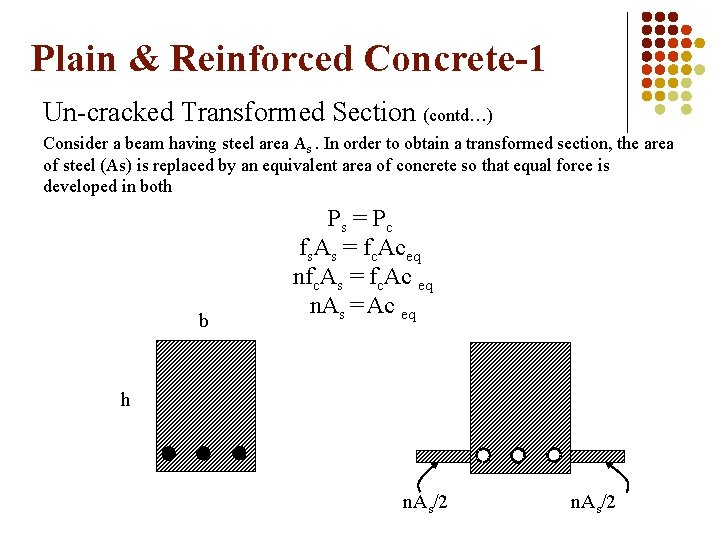 Plain & Reinforced Concrete-1
Un-cracked Transformed Section (contd…)
Consider a beam having steel area As . In order to obtain a transformed section, the area
of steel (As) is replaced by an equivalent area of concrete so that equal force is
developed in both
Ps = Pc
fs.As = fc.Aceq
nfc.As = fc.Ac eq
n.As = Ac eq
b
h
n.As/2
n.As/2